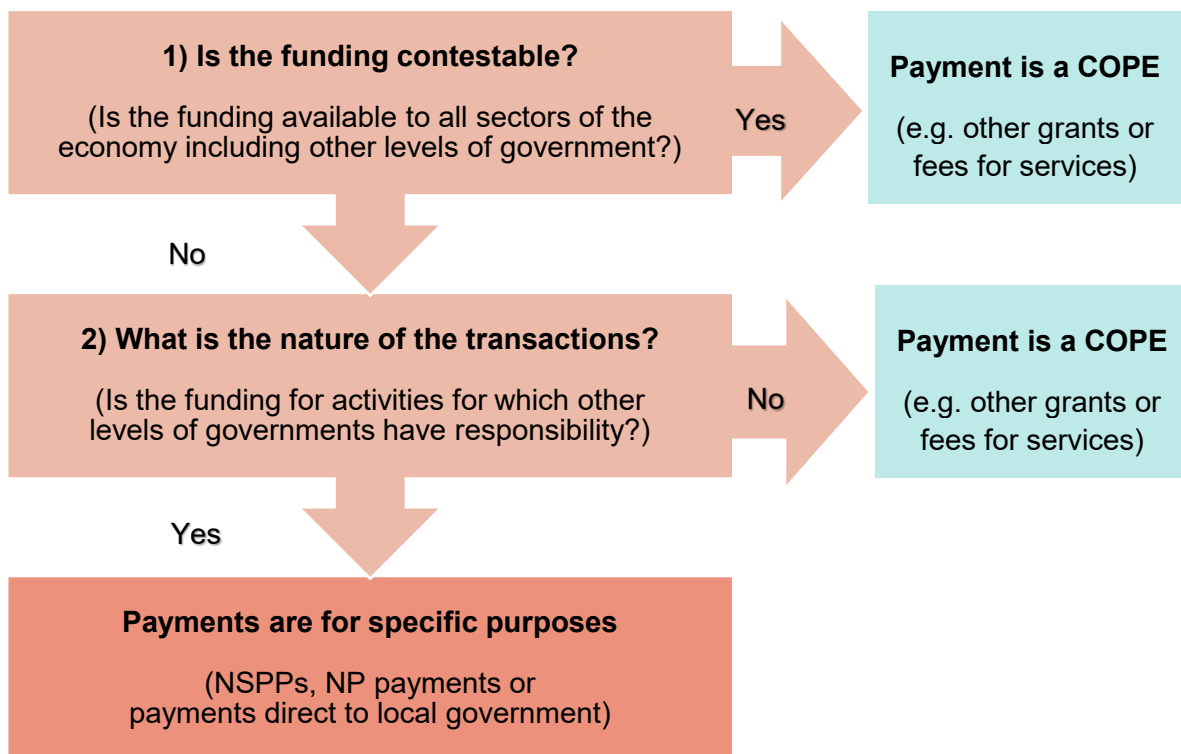 1) Is the funding contestable?
(Is the funding available to all sectors of the
economy including other levels of government?)
Yes
Payment is a COPE
(e.g. other grants or
fees for services)
No
2) What is the nature of the transactions?
(Is the funding for activities for which other
levels of governments have responsibility?)
No
Payment is a COPE
(e.g. other grants or
fees for services)
Yes
Payments are for specific purposes
(NSPPs, NP payments or
payments direct to local government)